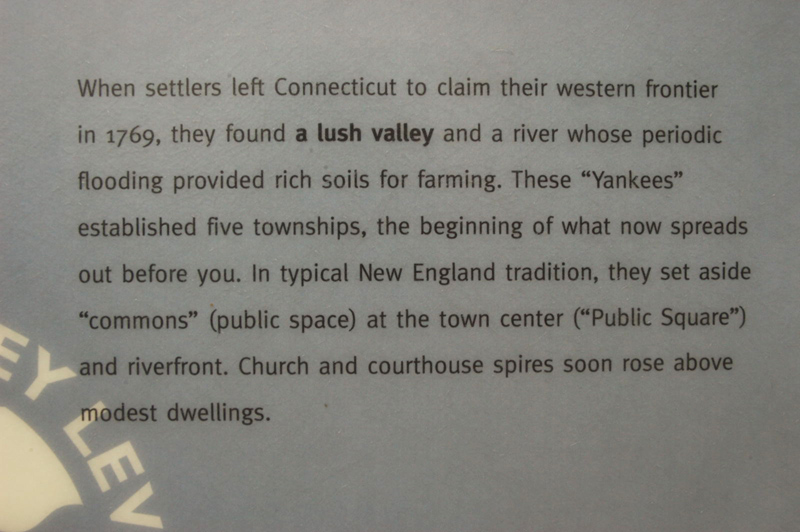 When settlers left Connecticut to claim their western frontier
in 1769, they found a lush valley and a river whose periodic
flooding provided rich soils for farming. These “Yankees”
established five townships, the beginning of what now spreads
out before you. In typical New England tradition, they set aside
“commons” (public space) at the town center (“Public Square”)
and riverfront. Church and courthouse spires soon rose above
modest dwellings.